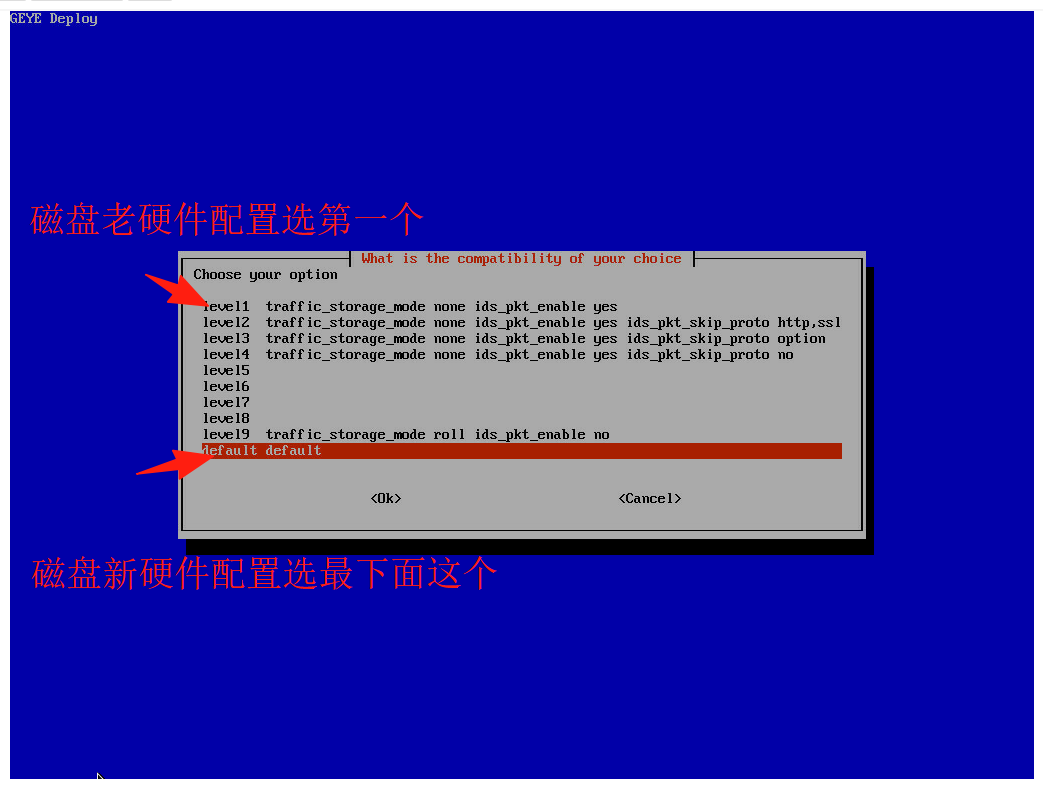 GEYE Deploy
磁盘老硬件配置选第一个
What is the compatibility of your choice
Choose your option
level1 traffic_storage_mode none ids_pkt_enable yes
level2 traffic_storage_mode none ids_pkt_enable yes ids_pkt_skip_proto http,ssl
level3 traffic_storage_mode none ids_pkt_enable yes ids_pkt_skip_proto option
level4 traffic_storage_mode none ids_pkt_enable yes ids_pkt_skip_proto no
level5
level6
level7
level8
level9 traffic_storage_mode roll ids_pkt_enable no
default default
<Ok> <Cancel>
磁盘新硬件配置选最下面这个